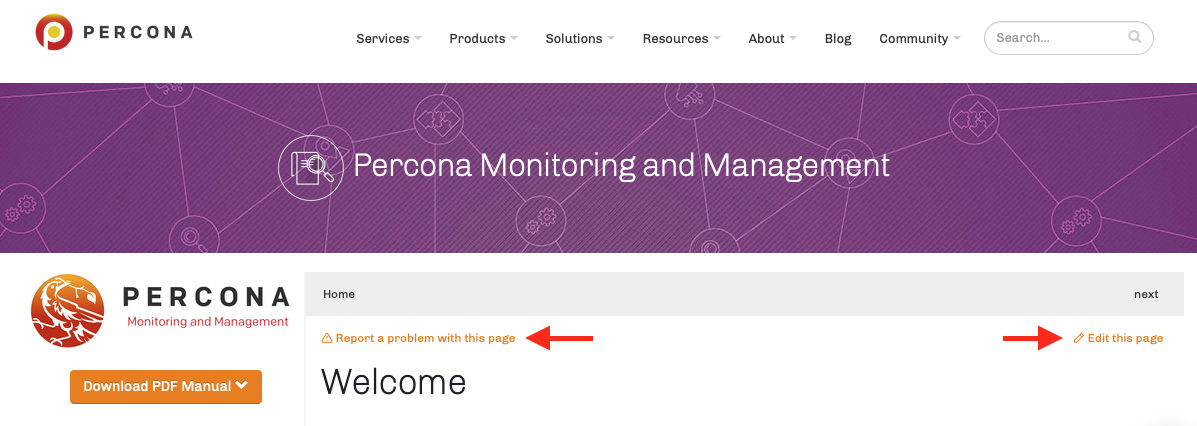 PERCONA
Services Products Solutions Resources About Blog Community Search...
Percona Monitoring and Management
PERCONA
Monitoring and Management
Download PDF Manual
Home next
Report a problem with this page Edit this page
Welcome